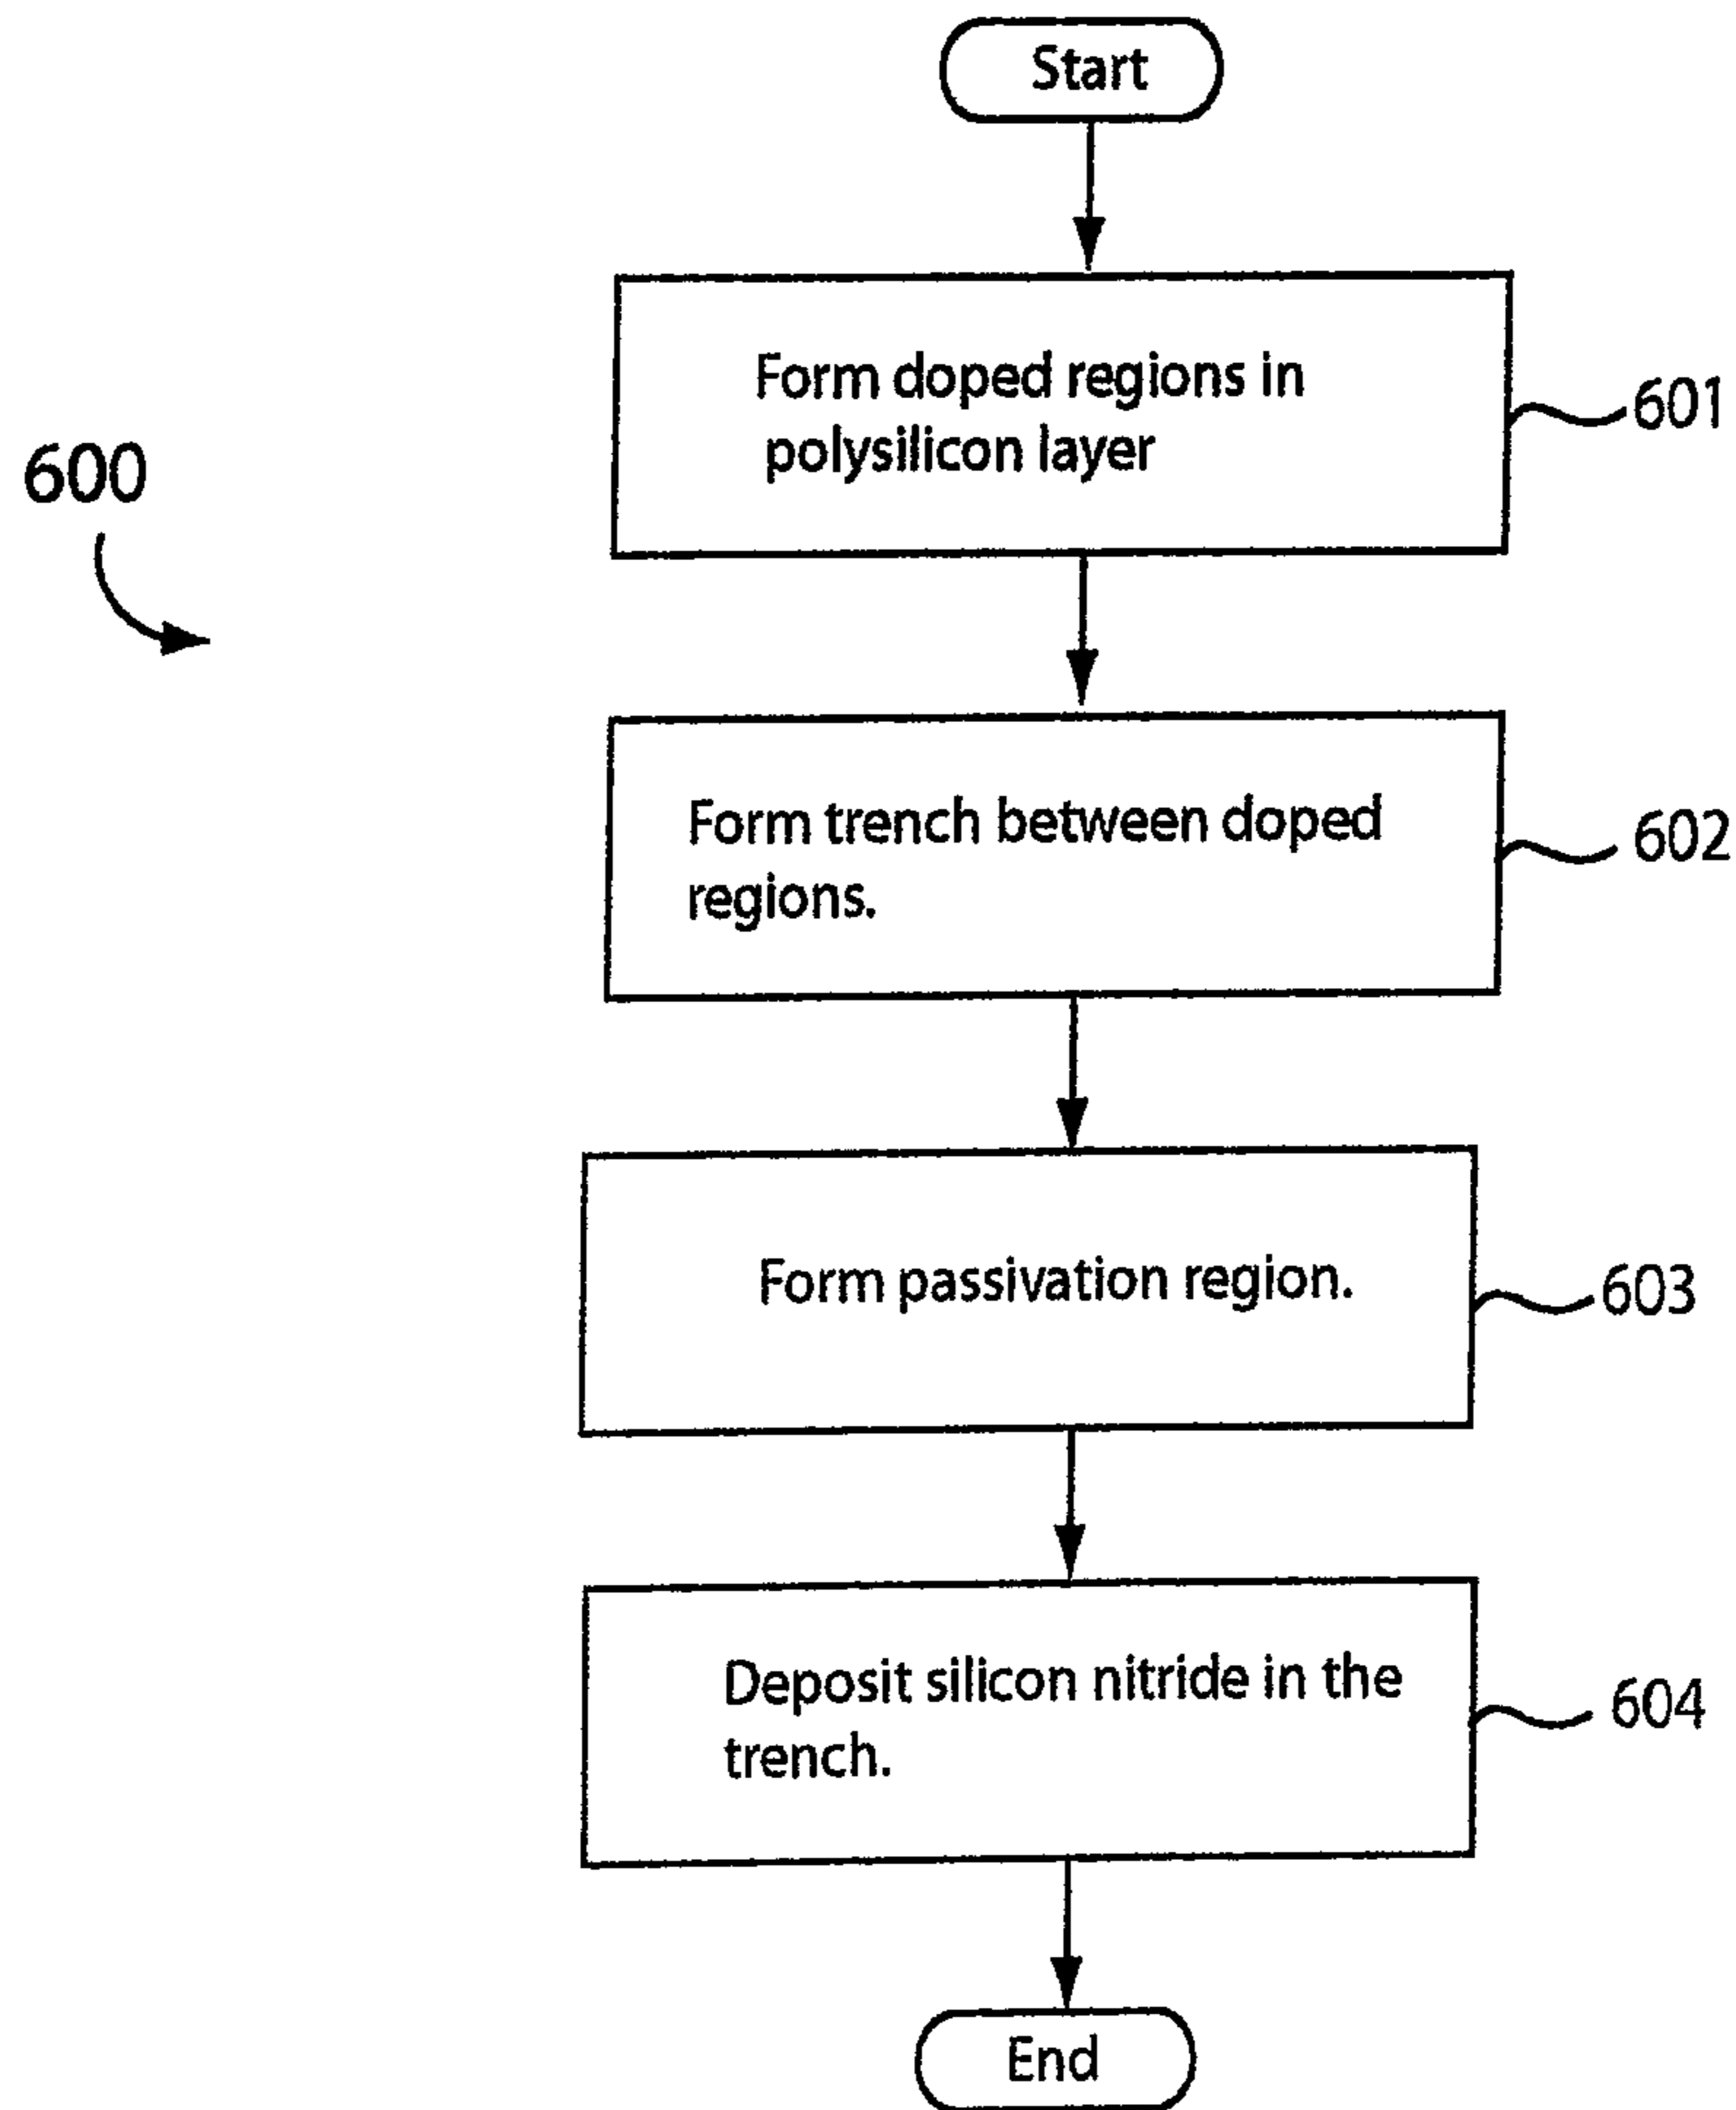 Start
Form doped regions in
polysilicon layer
601
600
Form trench between doped
regions.
602
Form passivation region.
603
Deposit silicon nitride in the
trench.
604
End